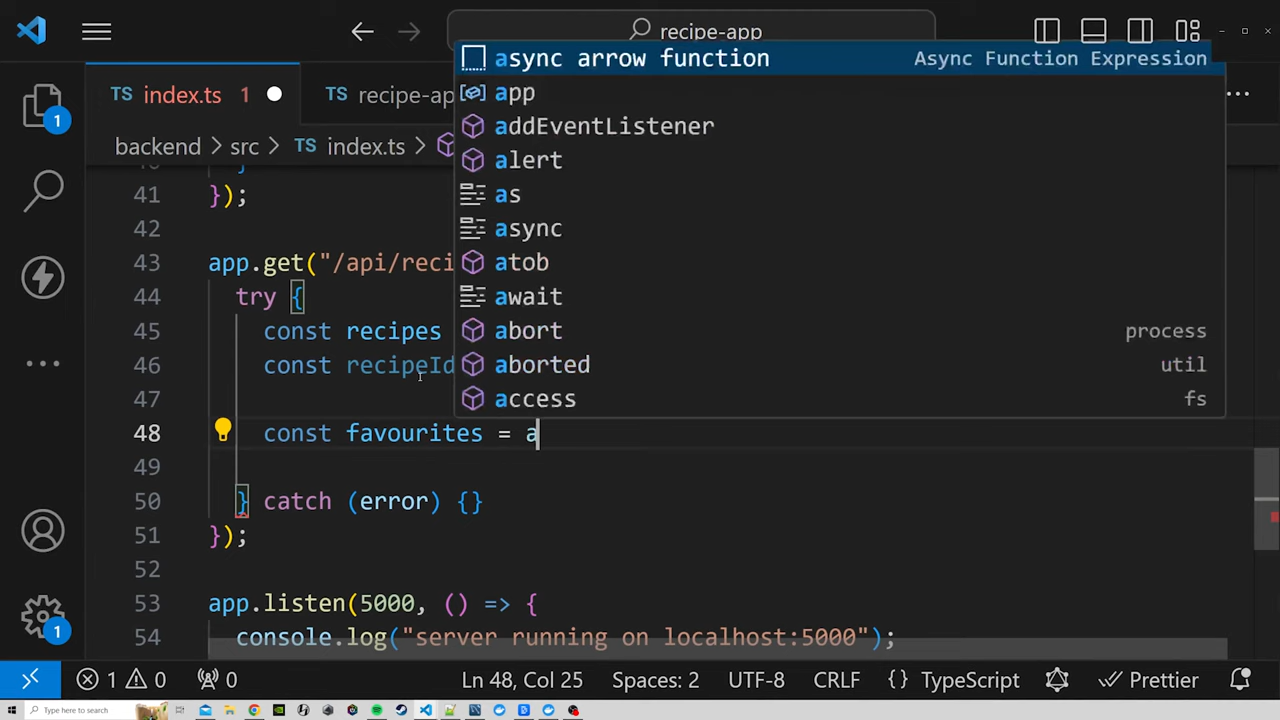 recipe-app
TS index.ts 1
TS recipe-ap
backend > src > TS index.ts >
async arrow function Async Function Expression
app
addEventListener
alert
as
async
atob
await
abort process
aborted util
access fs
41 });
42
43 app.get("/api/reci
44 try {
45 const recipes
46 const recipeId
47
48 const favourites = a
49
50 } catch (error) {}
51 });
52
53 app.listen(5000, () => {
54 console.log("server running on localhost:5000");
1
1
1 0 0 Ln 48, Col 25 Spaces: 2 UTF-8 CRLF {} TypeScript Prettier
Type here to search